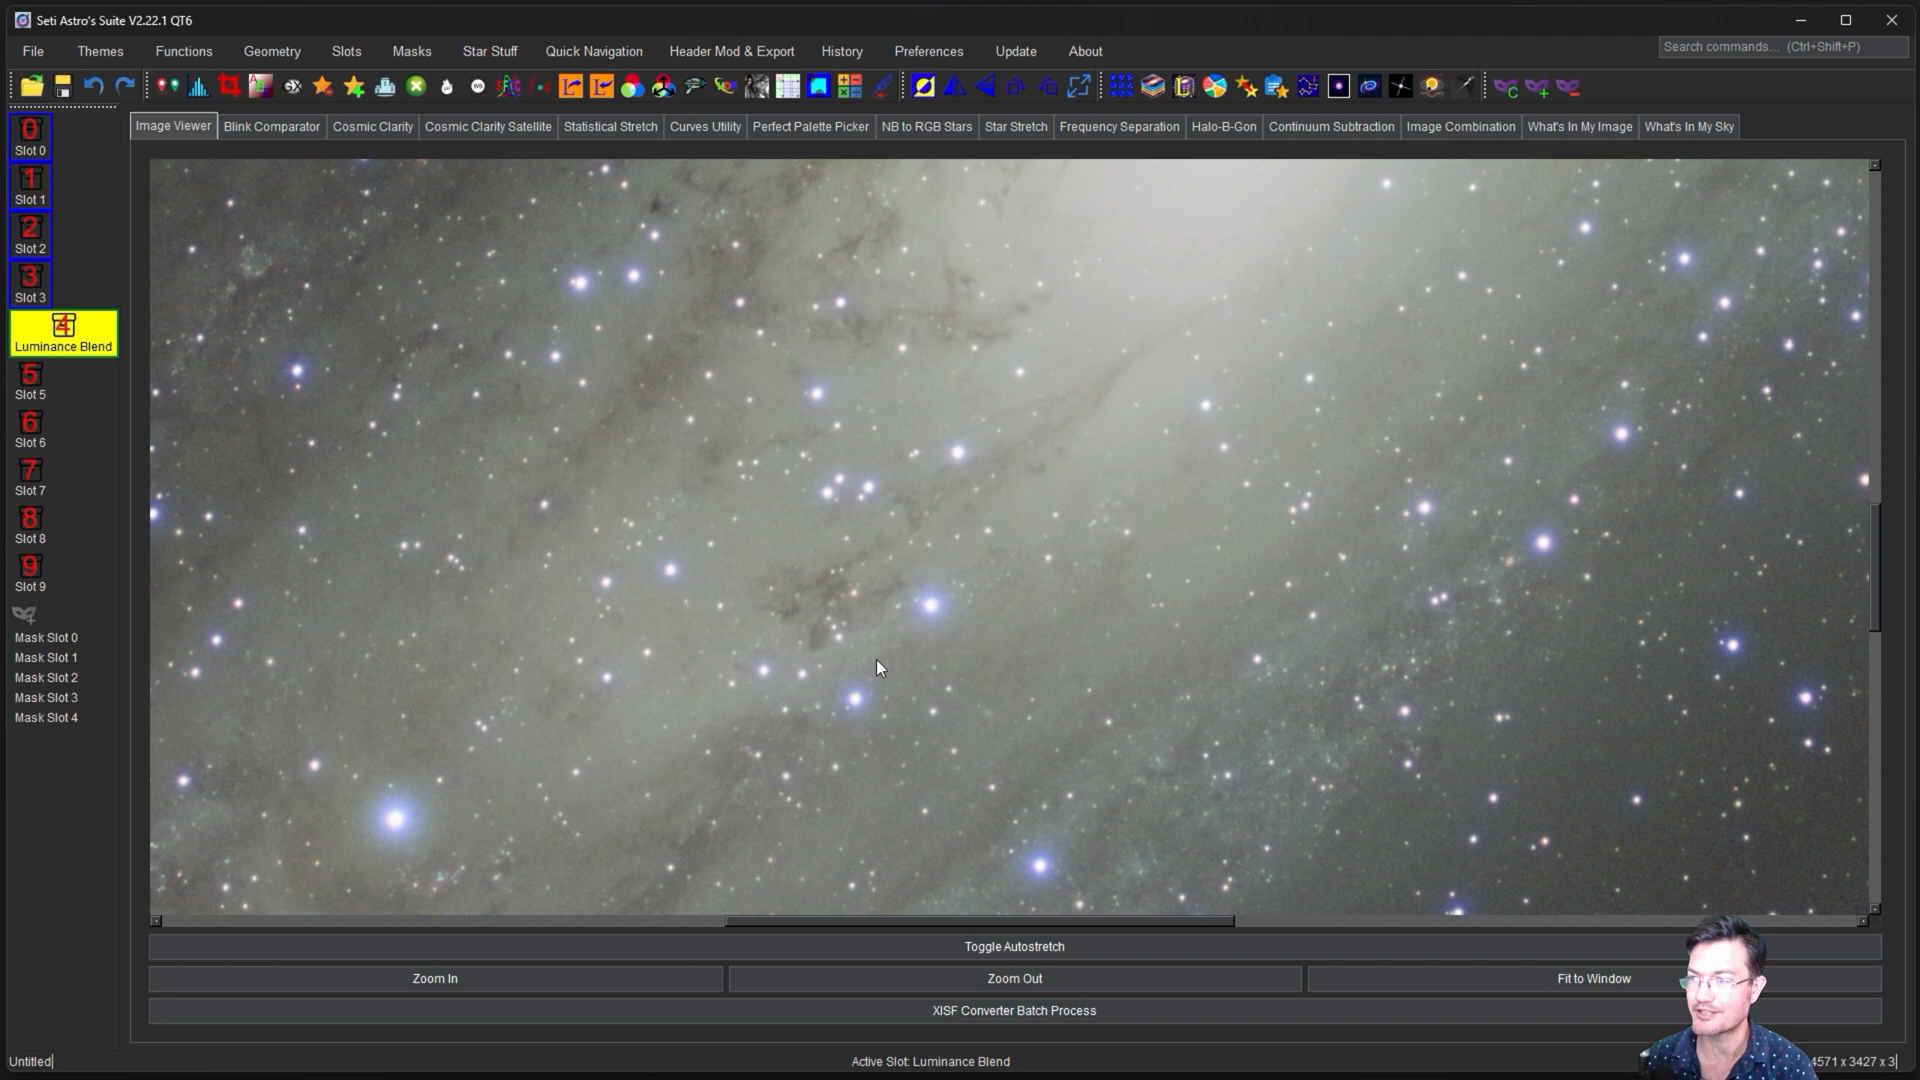 Seti Astro's Suite V2.22.1 QT6
File Themes Functions Geometry Slots Masks Star Stuff Quick Navigation Header Mod & Export History Preferences Update About
Search commands... (Ctrl+Shift+P)
Image Viewer Blink Comparator Cosmic Clarity Cosmic Clarity Satellite Statistical Stretch Curves Utility Perfect Palette Picker NB to RGB Stars Star Stretch Frequency Separation Halo-B-Gon Continuum Subtraction Image Combination What's In My Image What's In My Sky
0
Slot 0
1
Slot 1
2
Slot 2
3
Slot 3
4
Luminance Blend
5
Slot 5
6
Slot 6
7
Slot 7
8
Slot 8
9
Slot 9
Mask Slot 0
Mask Slot 1
Mask Slot 2
Mask Slot 3
Mask Slot 4
Toggle Autostretch
Zoom In Zoom Out Fit to Window
XISF Converter Batch Process
Untitled Active Slot: Luminance Blend 4571 x 3427 x 3